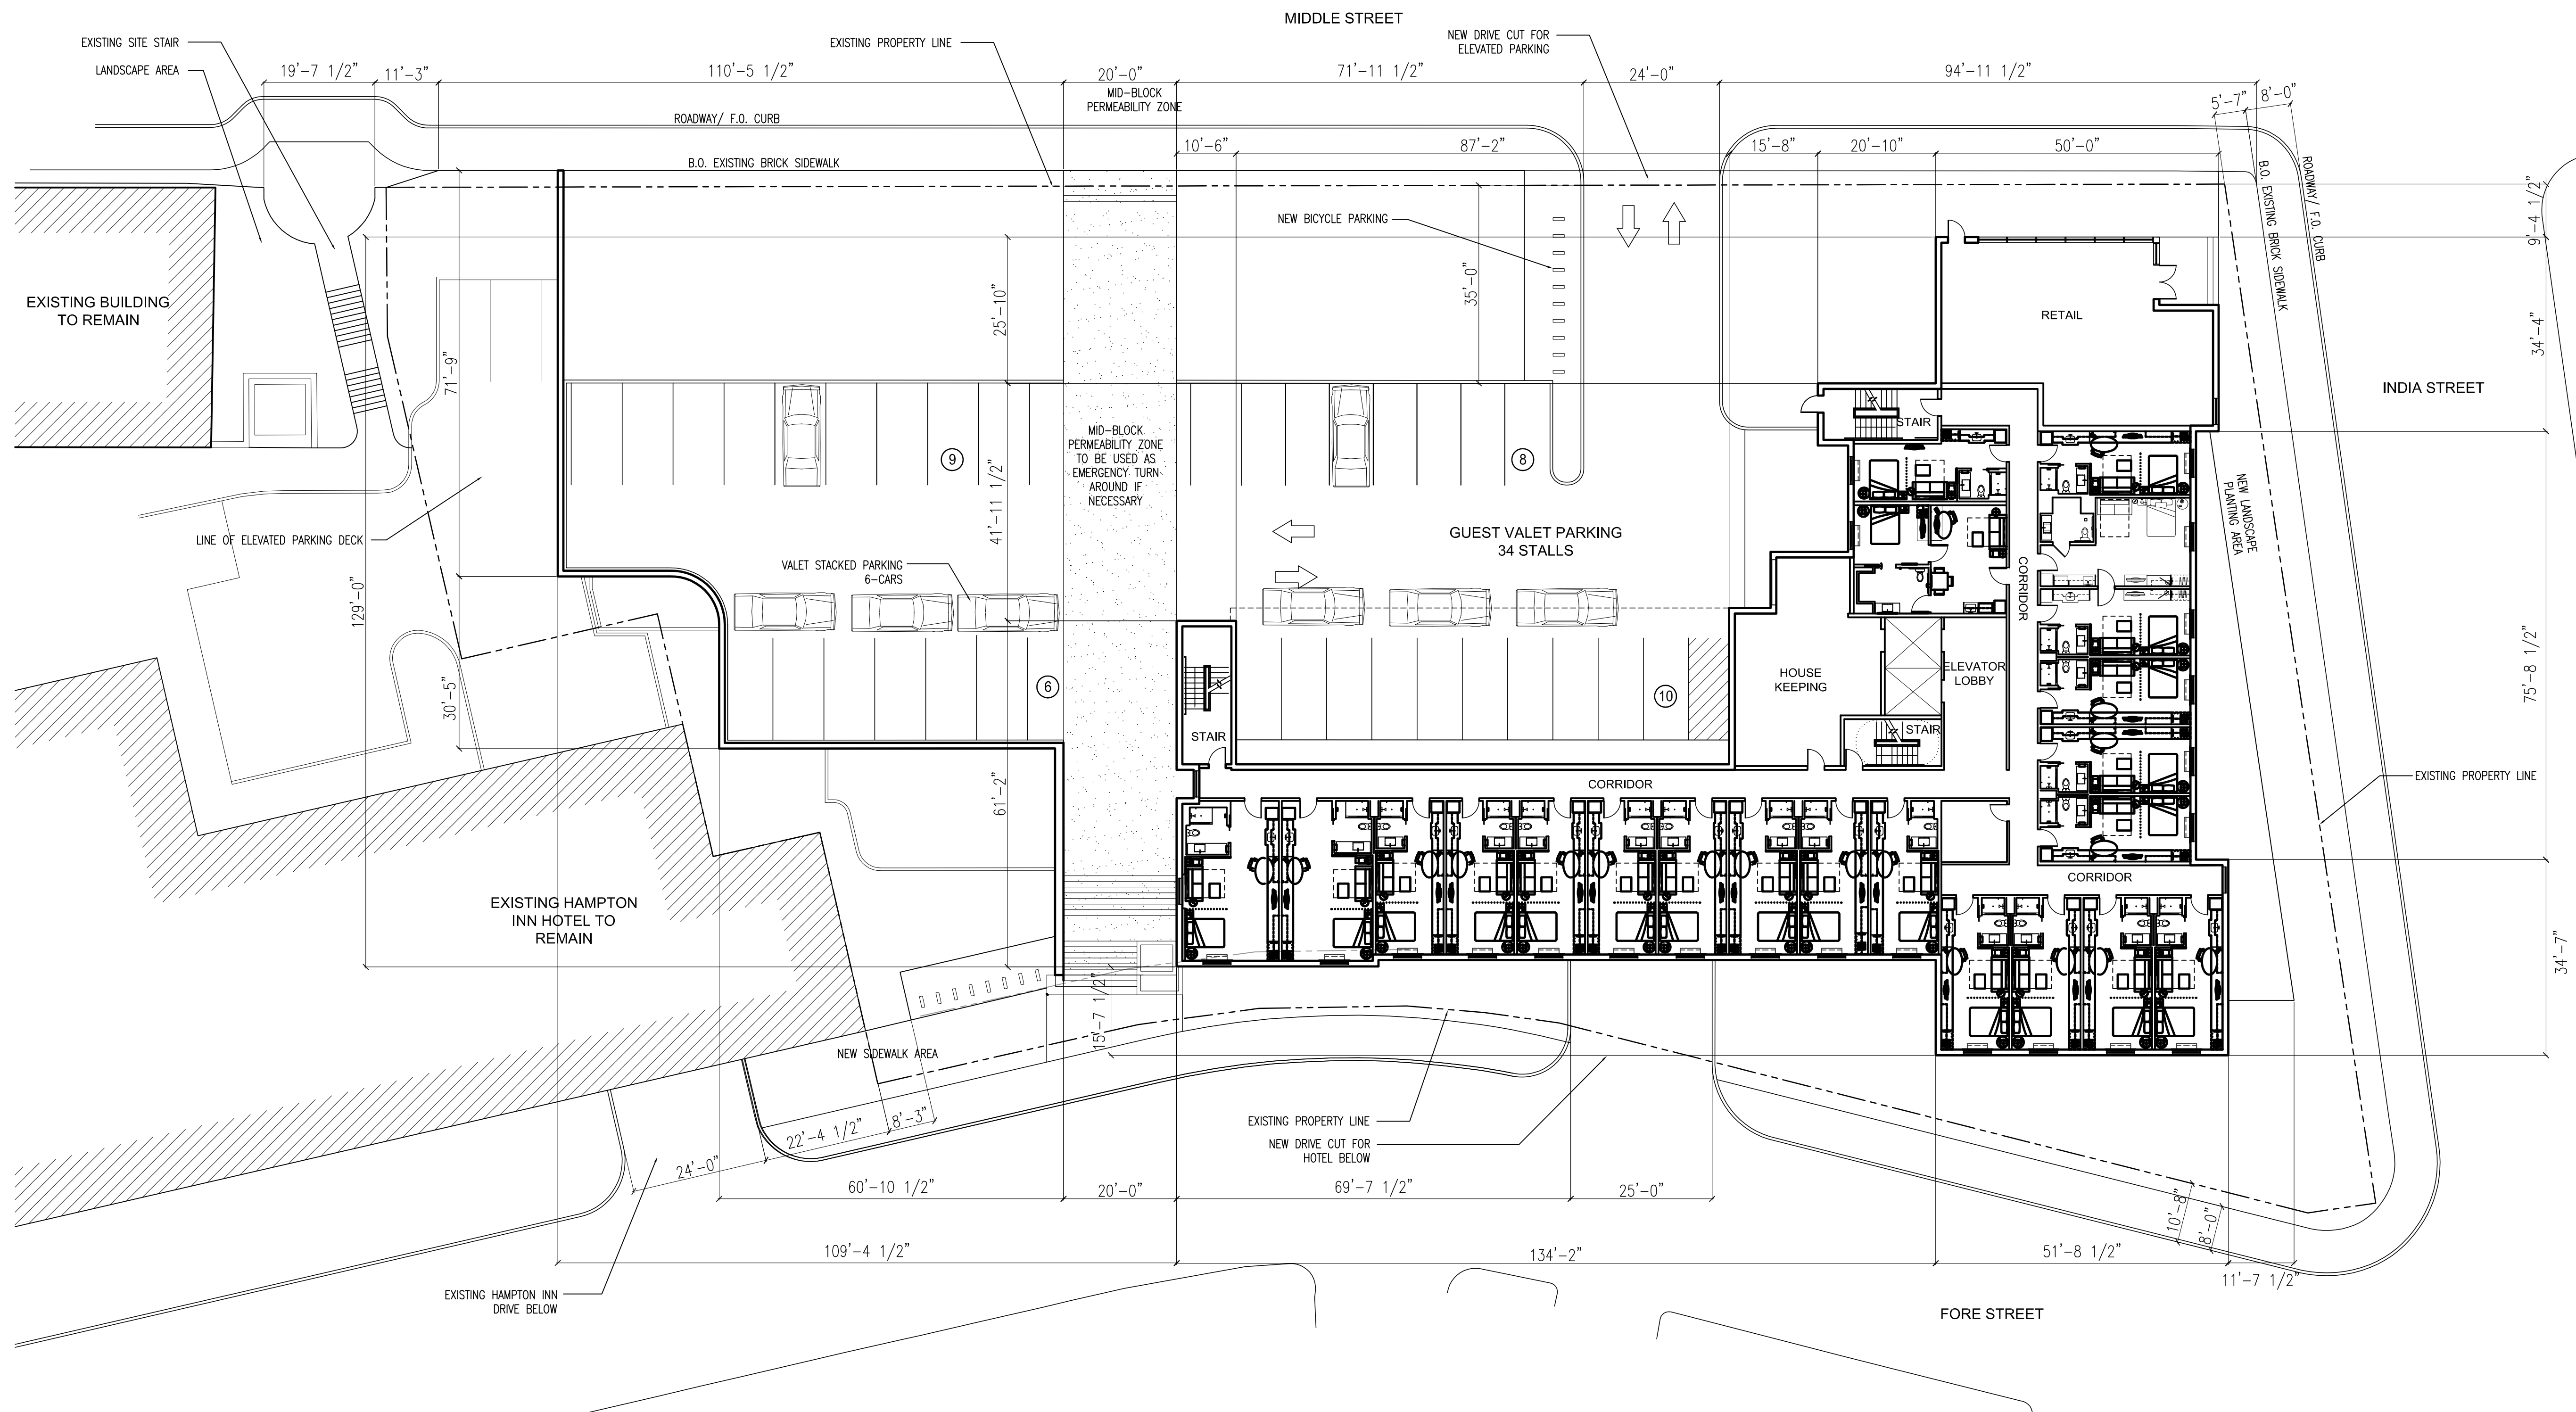 MIDDLE STREET
EXISTING SITE STAIR
EXISTING PROPERTY LINE
NEW DRIVE CUT FOR
ELEVATED PARKING
LANDSCAPE AREA
19'-7 1/2"
11'-3"
110'-5 1/2"
20'-0"
71'-11 1/2"
24'-0"
94'-11 1/2"
MID-BLOCK
PERMEABILITY ZONE
5'-7"
8'-0"
ROADWAY/ F.O. CURB
10'-6"
87'-2"
15'-8"
20'-10"
50'-0"
B.O. EXISTING BRICK SIDEWALK
B.O. EXISTING BRICK SIDEWALK
ROADWAY/ F.O. CURB
9'-4 1/2"
NEW BICYCLE PARKING
35'-0"
25'-10"
71'-9"
EXISTING BUILDING
TO REMAIN
RETAIL
34'-4"
INDIA STREET
STAIR
MID-BLOCK
PERMEABILITY ZONE
TO BE USED AS
EMERGENCY TURN
AROUND IF
NECESSARY
9
8
NEW LANDSCAPE
PLANTING AREA
LINE OF ELEVATED PARKING DECK
41'-11 1/2"
GUEST VALET PARKING
34 STALLS
VALET STACKED PARKING
6-CARS
129'-0"
CORRIDOR
30'-5"
6
10
HOUSE
KEEPING
ELEVATOR
LOBBY
75'-8 1/2"
STAIR
STAIR
61'-2"
CORRIDOR
EXISTING PROPERTY LINE
CORRIDOR
EXISTING HAMPTON
INN HOTEL TO
REMAIN
34'-7"
15'-7 1/2"
NEW SIDEWALK AREA
EXISTING PROPERTY LINE
NEW DRIVE CUT FOR
HOTEL BELOW
8'-3"
22'-4 1/2"
24'-0"
60'-10 1/2"
20'-0"
69'-7 1/2"
25'-0"
10'-8"
8'-0"
109'-4 1/2"
134'-2"
51'-8 1/2"
11'-7 1/2"
EXISTING HAMPTON INN
DRIVE BELOW
FORE STREET